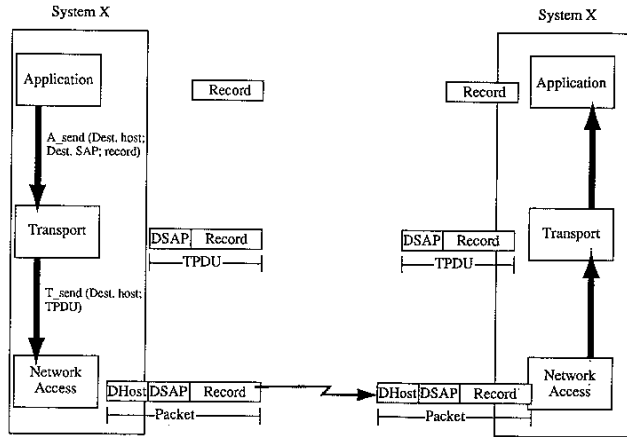 System X
System X
Application
Record
Record
Application
A_send (Dest. host;
Dest. SAP; record)
Transport
DSAP Record
TPDU
DSAP Record
TPDU
Transport
T_send (Dest. host;
TPDU)
Network
Access
DHost DSAP Record
Packet
DHost DSAP Record
Packet
Network
Access